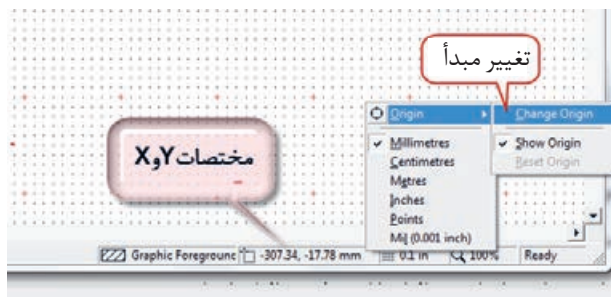 تغيير مبدأ
Origin
Change Origin
Millimetres
Show Origin
Centimetres
Reset Origin
Metres
Inches
Points
Mil (0.001 inch)
مختصات Y و X
Graphic Foregrounc
-307.34, -17.78 mm
0.1 in
100%
Ready